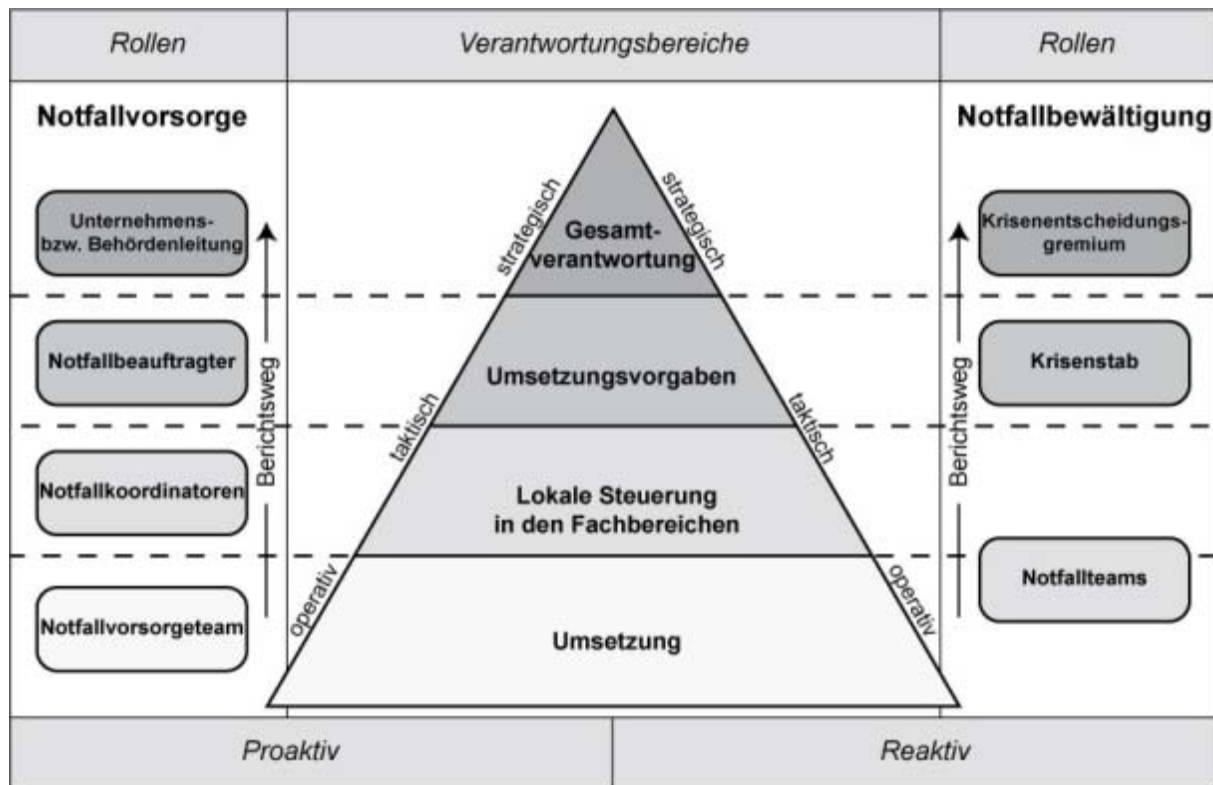 Rollen
Verantwortungsbereiche
Rollen
Notfallvorsorge
Notfallbewältigung
Unternehmens-
bzw. Behördenleitung
Notfallbeauftragter
Notfallkoordinatoren
Notfallvorsorgeteam
Berichtsweg
strategisch
taktisch
operativ
Gesamt-
verantwortung
Umsetzungsvorgaben
Lokale Steuerung
in den Fachbereichen
Umsetzung
strategisch
taktisch
operativ
Berichtsweg
Krisenentscheidungs-
gremium
Krisenstab
Notfallteams
Proaktiv
Reaktiv